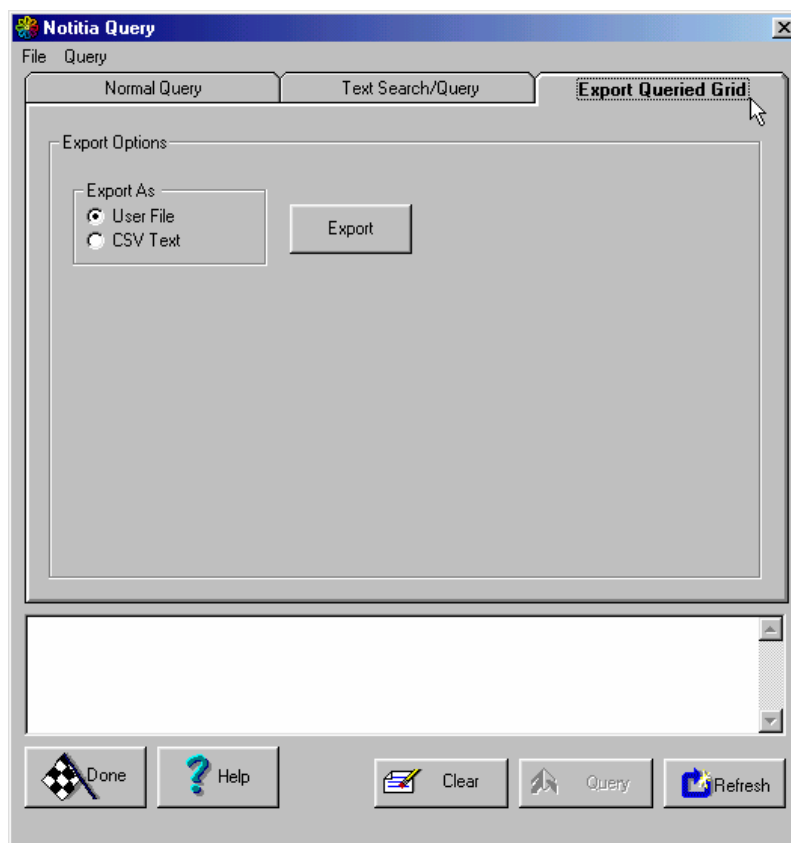 Notitia Query
File Query
Normal Query
Text Search/Query
Export Queried Grid
Export Options
Export As
User File
CSV Text
Export
Done
Help
Clear
Query
Refresh